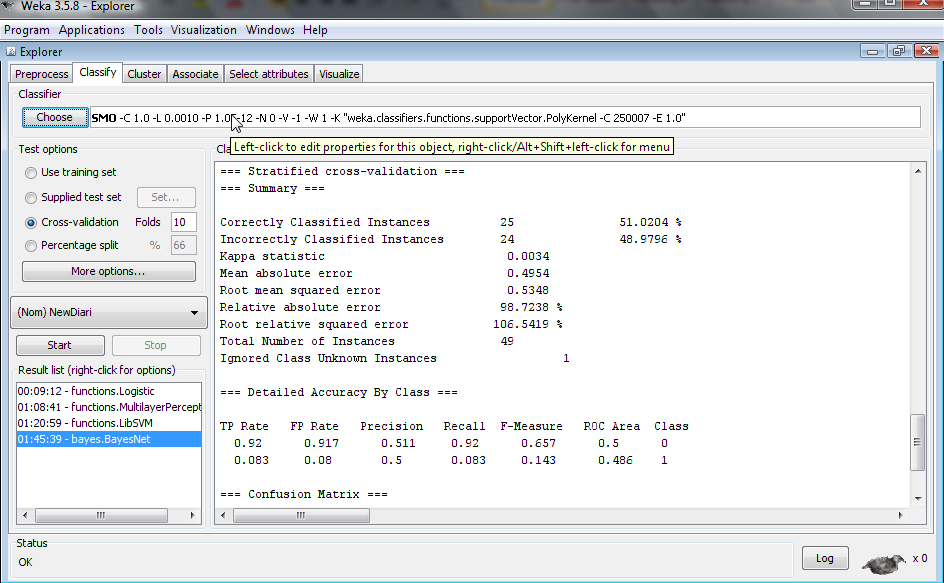 Weka 3.5.8 - Explorer
Program Applications Tools Visualization Windows Help
Explorer
Preprocess Classify Cluster Associate Select attributes Visualize
Classifier
Choose SMO -C 1.0 -L 0.0010 -P 1.0E-12 -N 0 -V -1 -W 1 -K "weka.classifiers.functions.supportVector.PolyKernel -C 250007 -E 1.0"
Left-click to edit properties for this object, right-click/Alt+Shift+left-click for menu
Test options
Use training set
Supplied test set Set...
Cross-validation Folds 10
Percentage split % 66
More options...
(Nom) NewDiari
Start Stop
Result list (right-click for options)
00:09:12 - functions.Logistic
01:08:41 - functions.MultilayerPercept
01:20:59 - functions.LibSVM
01:45:39 - bayes.BayesNet
=== Stratified cross-validation ===
=== Summary ===
Correctly Classified Instances 25 51.0204 %
Incorrectly Classified Instances 24 48.9796 %
Kappa statistic 0.0034
Mean absolute error 0.4954
Root mean squared error 0.5348
Relative absolute error 98.7238 %
Root relative squared error 106.5419 %
Total Number of Instances 49
Ignored Class Unknown Instances 1
=== Detailed Accuracy By Class ===
TP Rate FP Rate Precision Recall F-Measure ROC Area Class
0.92 0.917 0.511 0.92 0.657 0.5 0
0.083 0.08 0.5 0.083 0.143 0.486 1
=== Confusion Matrix ===
Status
OK
Log x 0